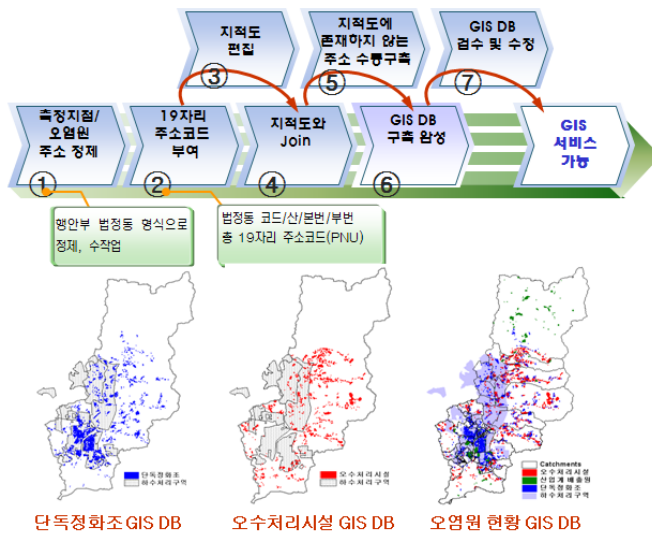 지적도
편집
③
지적도에
존재하지 않는
주소 수동구축
⑤
GIS DB
검수 및 수정
⑦
측정지점/
오염원
주소 정제
①
19자리
주소코드
부여
②
지적도와
Join
④
GIS DB
구축 완성
⑥
GIS
서비스
가능
행안부 법정동 형식으로
정제, 수작업
법정동 코드/산/본번/부번
총 19자리 주소코드(PNU)
단독정화조
하수처리구역
단독정화조 GIS DB
오수처리시설
하수처리구역
오수처리시설 GIS DB
Catchments
오수처리시설
산업계 배출원
단독정화조
하수처리구역
오염원 현황 GIS DB